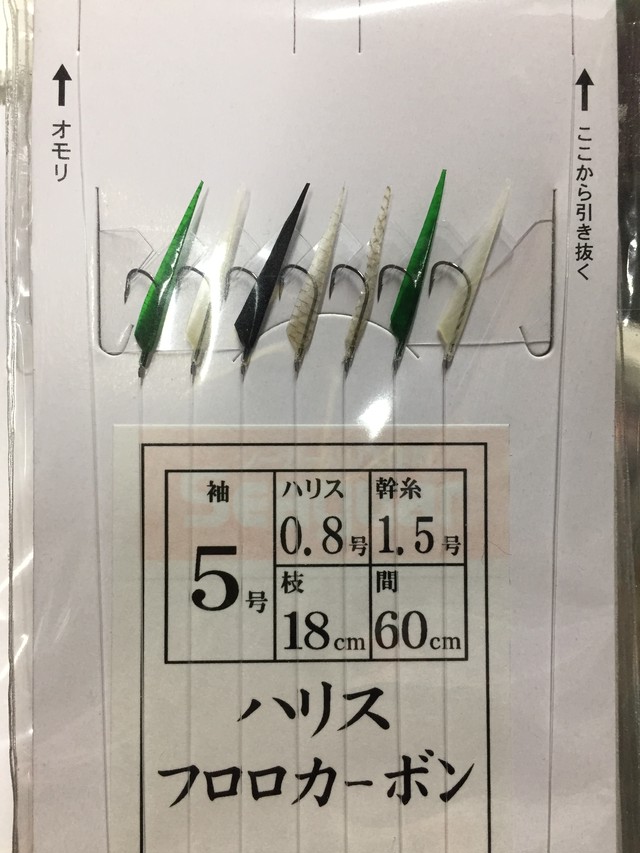 オモリ
ここから引き抜く
袖
5号
ハリス
0.8号
幹糸
1.5号
枝
18cm
間
60cm
ハリス
フロロカーボン